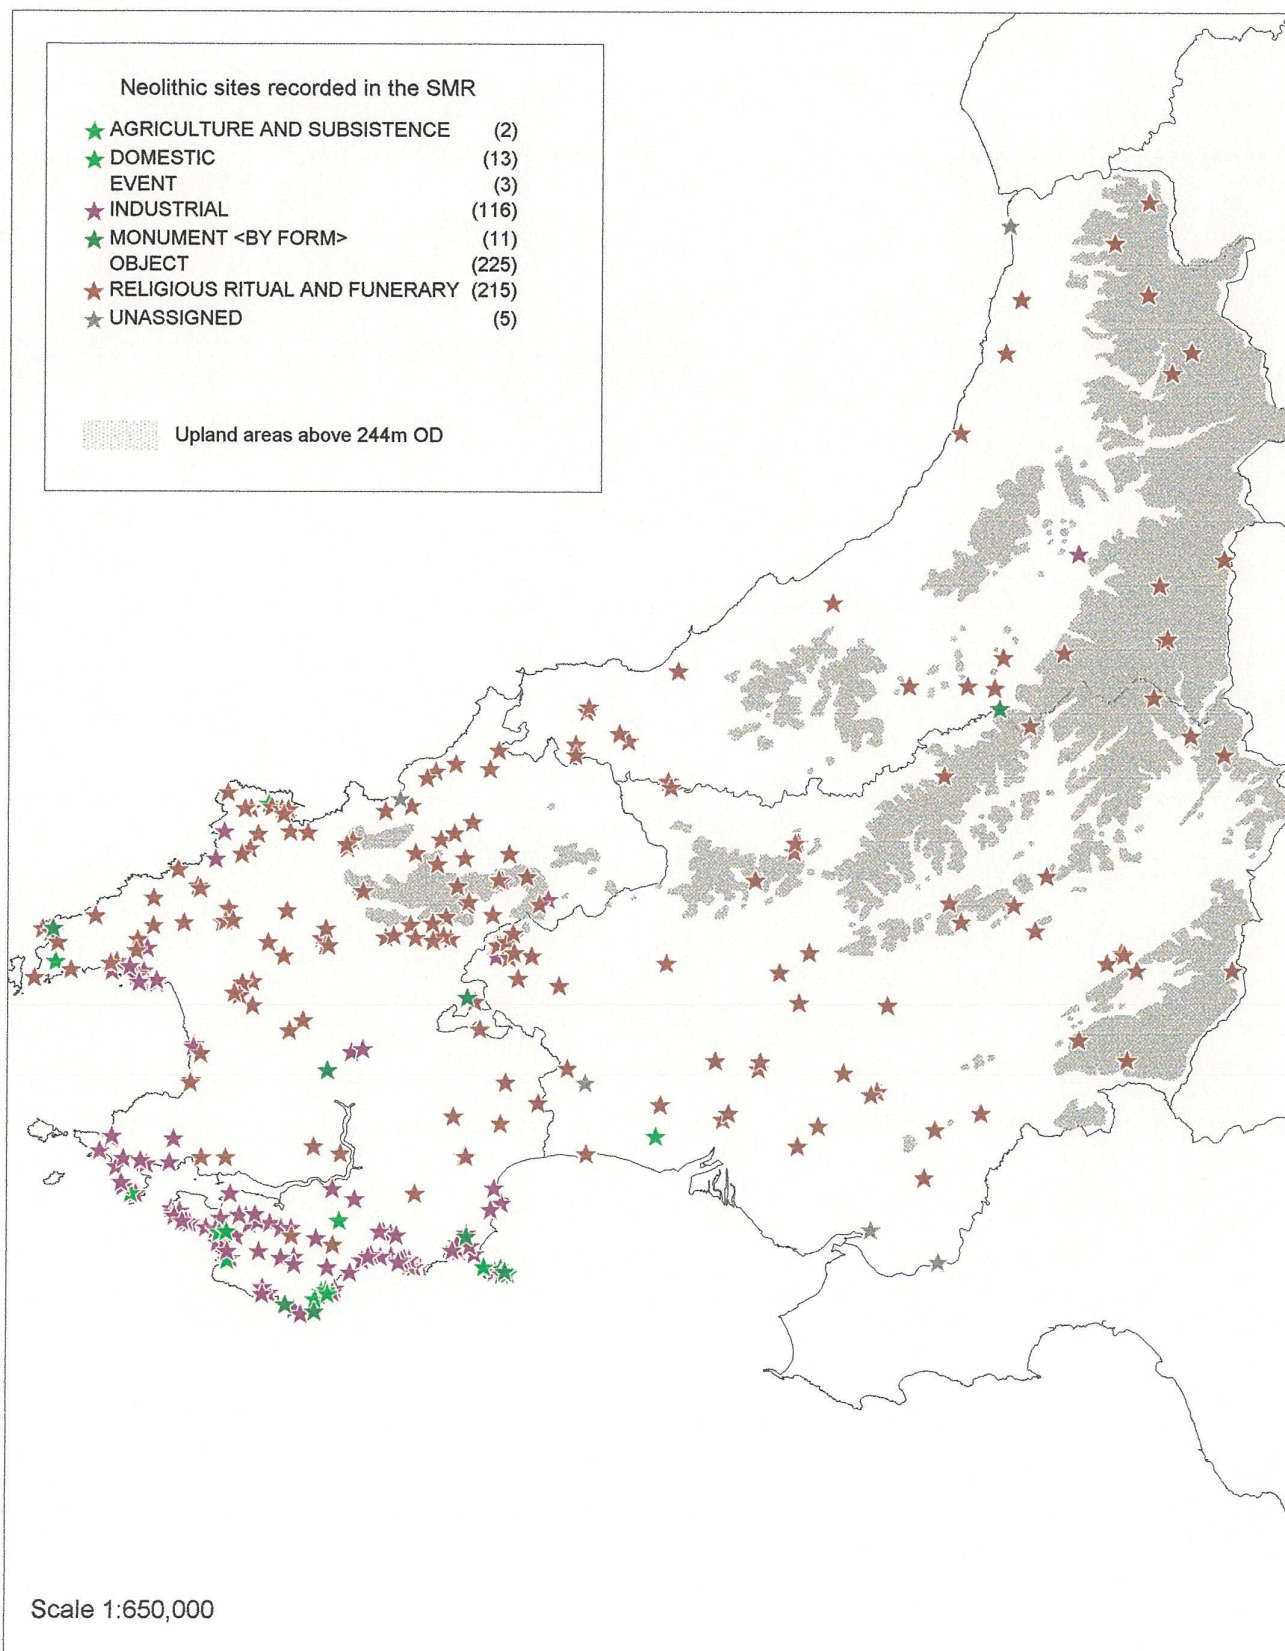 Neolithic sites recorded in the SMR
AGRICULTURE AND SUBSISTENCE (2)
DOMESTIC (13)
EVENT (3)
INDUSTRIAL (116)
MONUMENT <BY FORM> (11)
OBJECT (225)
RELIGIOUS RITUAL AND FUNERARY (215)
UNASSIGNED (5)
Upland areas above 244m OD
Scale 1:650,000